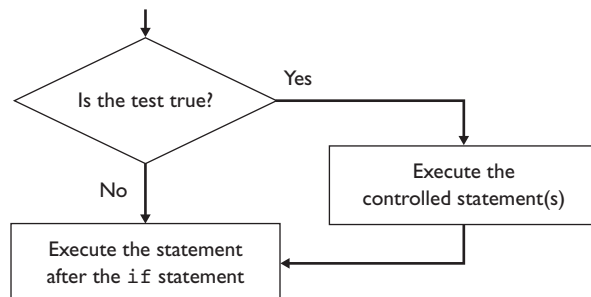 Is the test true?
Yes
Execute the
controlled statement(s)
No
Execute the statement
after the if statement